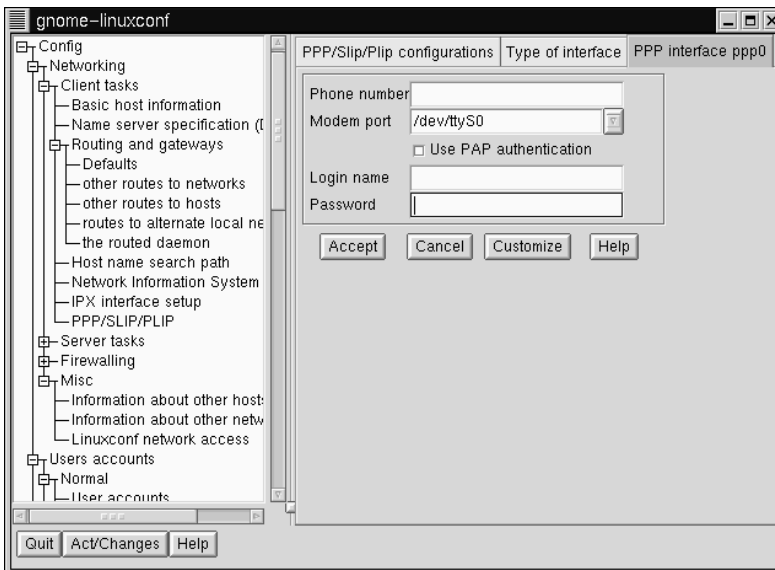 gnome-linuxconf
Config
Networking
Client tasks
Basic host information
Name server specification (D
Routing and gateways
Defaults
other routes to networks
other routes to hosts
routes to alternate local ne
the routed daemon
Host name search path
Network Information System
IPX interface setup
PPP/SLIP/PLIP
Server tasks
Firewalling
Misc
Information about other hosts
Information about other netw
Linuxconf network access
Users accounts
Normal
User accounts
PPP/Slip/Plip configurations
Type of interface
PPP interface ppp0
Phone number
Modem port /dev/ttyS0
Use PAP authentication
Login name
Password
Accept Cancel Customize Help
Quit Act/Changes Help